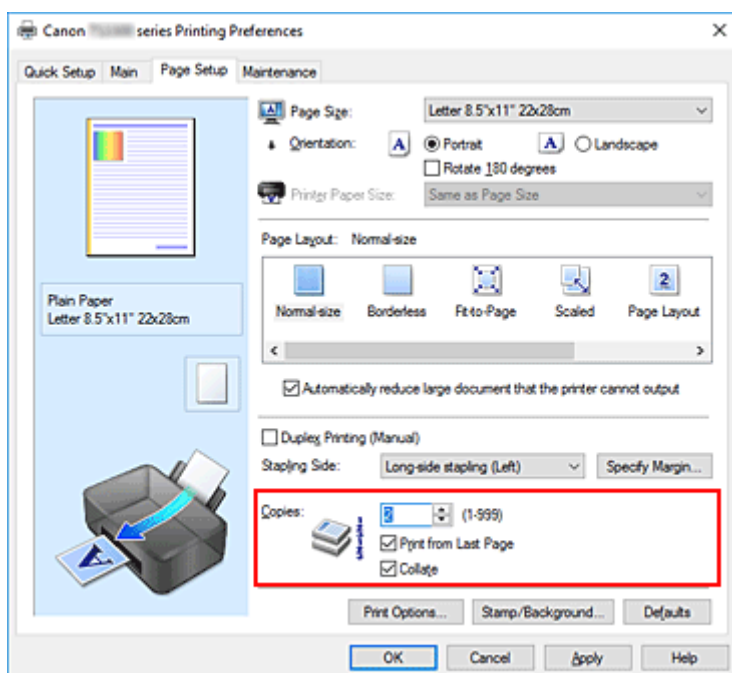 Canon series Printing Preferences
Quick Setup Main Page Setup Maintenance
Page Size: Letter 8.5"x11" 22x28cm
Orientation: A Portrait A Landscape
Rotate 180 degrees
Printer Paper Size: Same as Page Size
Page Layout: Normal-size
2
Normal-size Borderless Fit-to-Page Scaled Page Layout
Plain Paper
Letter 8.5"x11" 22x28cm
Automatically reduce large document that the printer cannot output
Duplex Printing (Manual)
Stapling Side: Long-side stapling (Left) Specify Margin...
Copies: 2 (1-999)
Print from Last Page
Collate
A
Print Options... Stamp/Background... Defaults
OK Cancel Apply Help